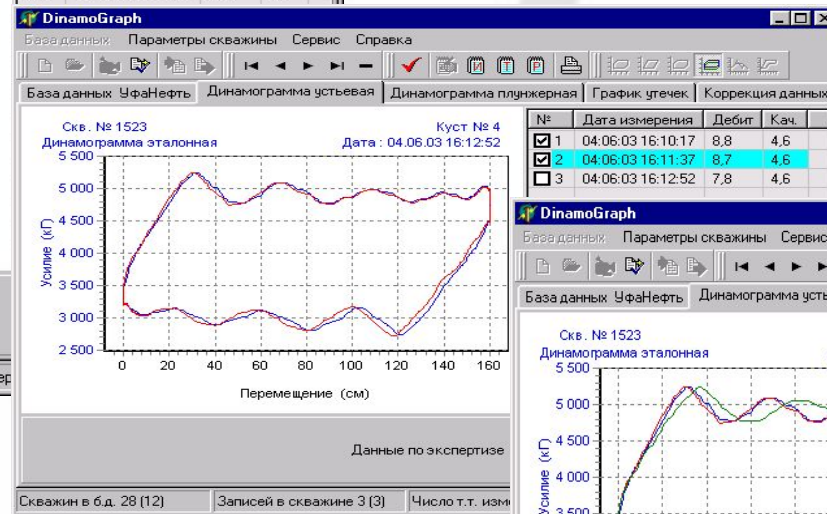 DinamoGraph
База данных Параметры скважины Сервис Справка
База данных УфаНефть Динамограмма устьевая Динамограмма плунжерная График утечек Коррекция данных
Скв. № 1523 Куст № 4
Динамограмма эталонная Дата : 04.06.03 16:12:52
5 500
5 000
4 500
4 000
3 500
3 000
2 500
Усилие (кГ)
0 20 40 60 80 100 120 140 160
Перемещение (см)
Данные по экспертизе
Скважин в б.д. 28 (12) Записей в скважине 3 (3) Число т.т.
№ Дата измерения Дебит Кач.
1 04:06:03 16:10:17 8,8 4,6
2 04:06:03 16:11:37 8,7 4,6
3 04:06:03 16:12:52 7,8 4,6
DinamoGraph
База данных Параметры скважины Сервис
База данных УфаНефть Динамограмма
Скв. № 1523
Динамограмма эталонная
5 500
5 000
4 500
4 000
3 500
Усилие (кГ)